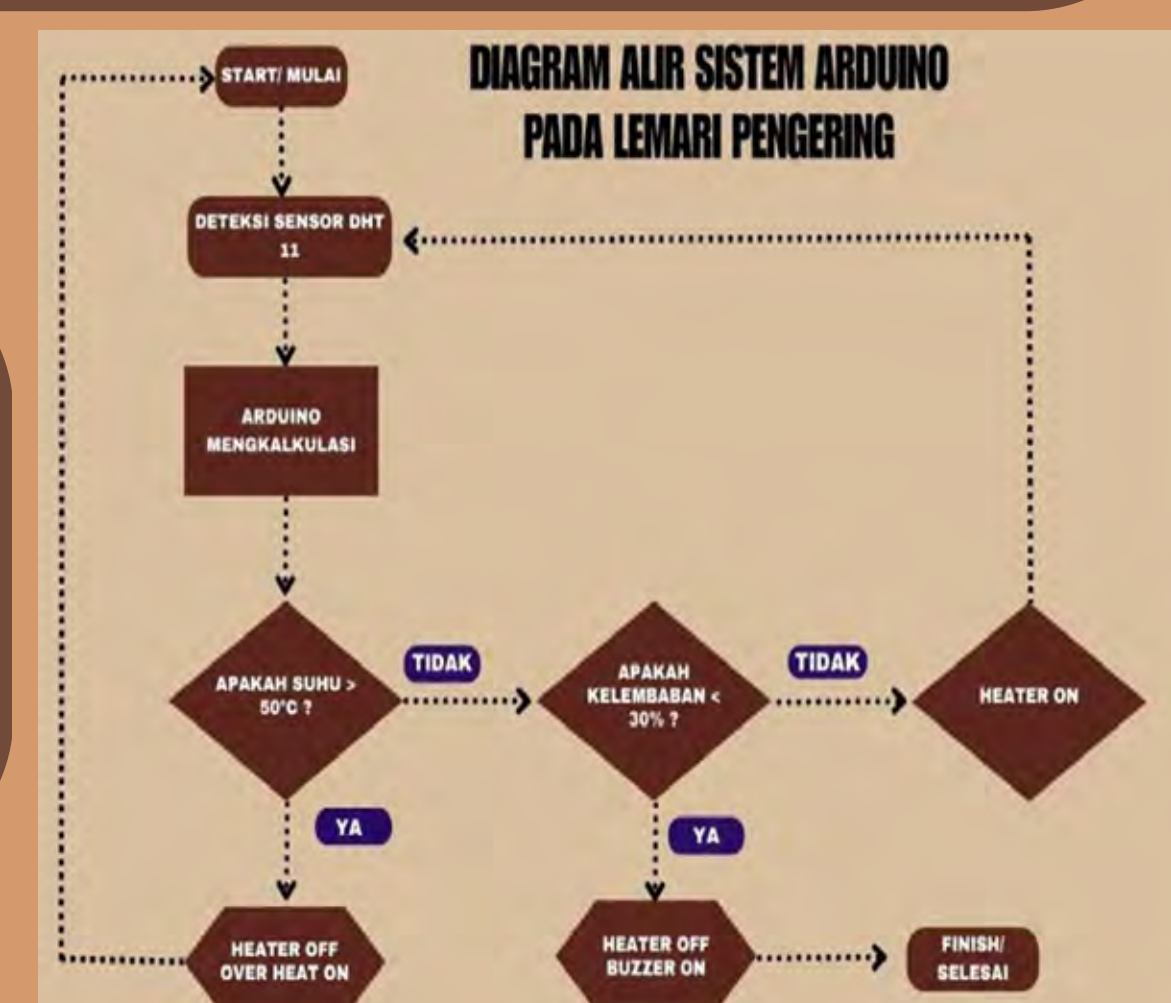 DIAGRAM ALIR SISTEM ARDUINO
PADA LEMARI PENGERING
START/ MULAI
DETEKSI SENSOR DHT
11
ARDUINO
MENGKALKULASI
APAKAH SUHU >
50°C ?
TIDAK
APAKAH
KELEMBABAN <
30% ?
TIDAK
HEATER ON
YA
YA
HEATER OFF
OVER HEAT ON
HEATER OFF
BUZZER ON
FINISH/
SELESAI